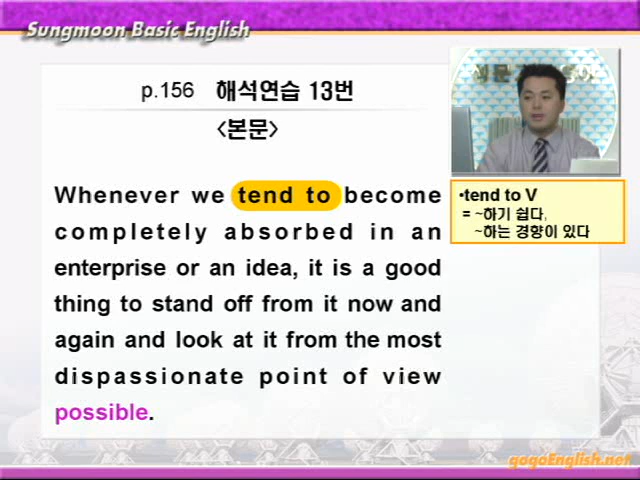 Sungmoon Basic English
p.156 해석연습 13번
<본문>
Whenever we tend to become
completely absorbed in an
enterprise or an idea, it is a good
thing to stand off from it now and
again and look at it from the most
dispassionate point of view
possible.
•tend to V
= ~하기 쉽다,
~하는 경향이 있다
gogoEnglish.net